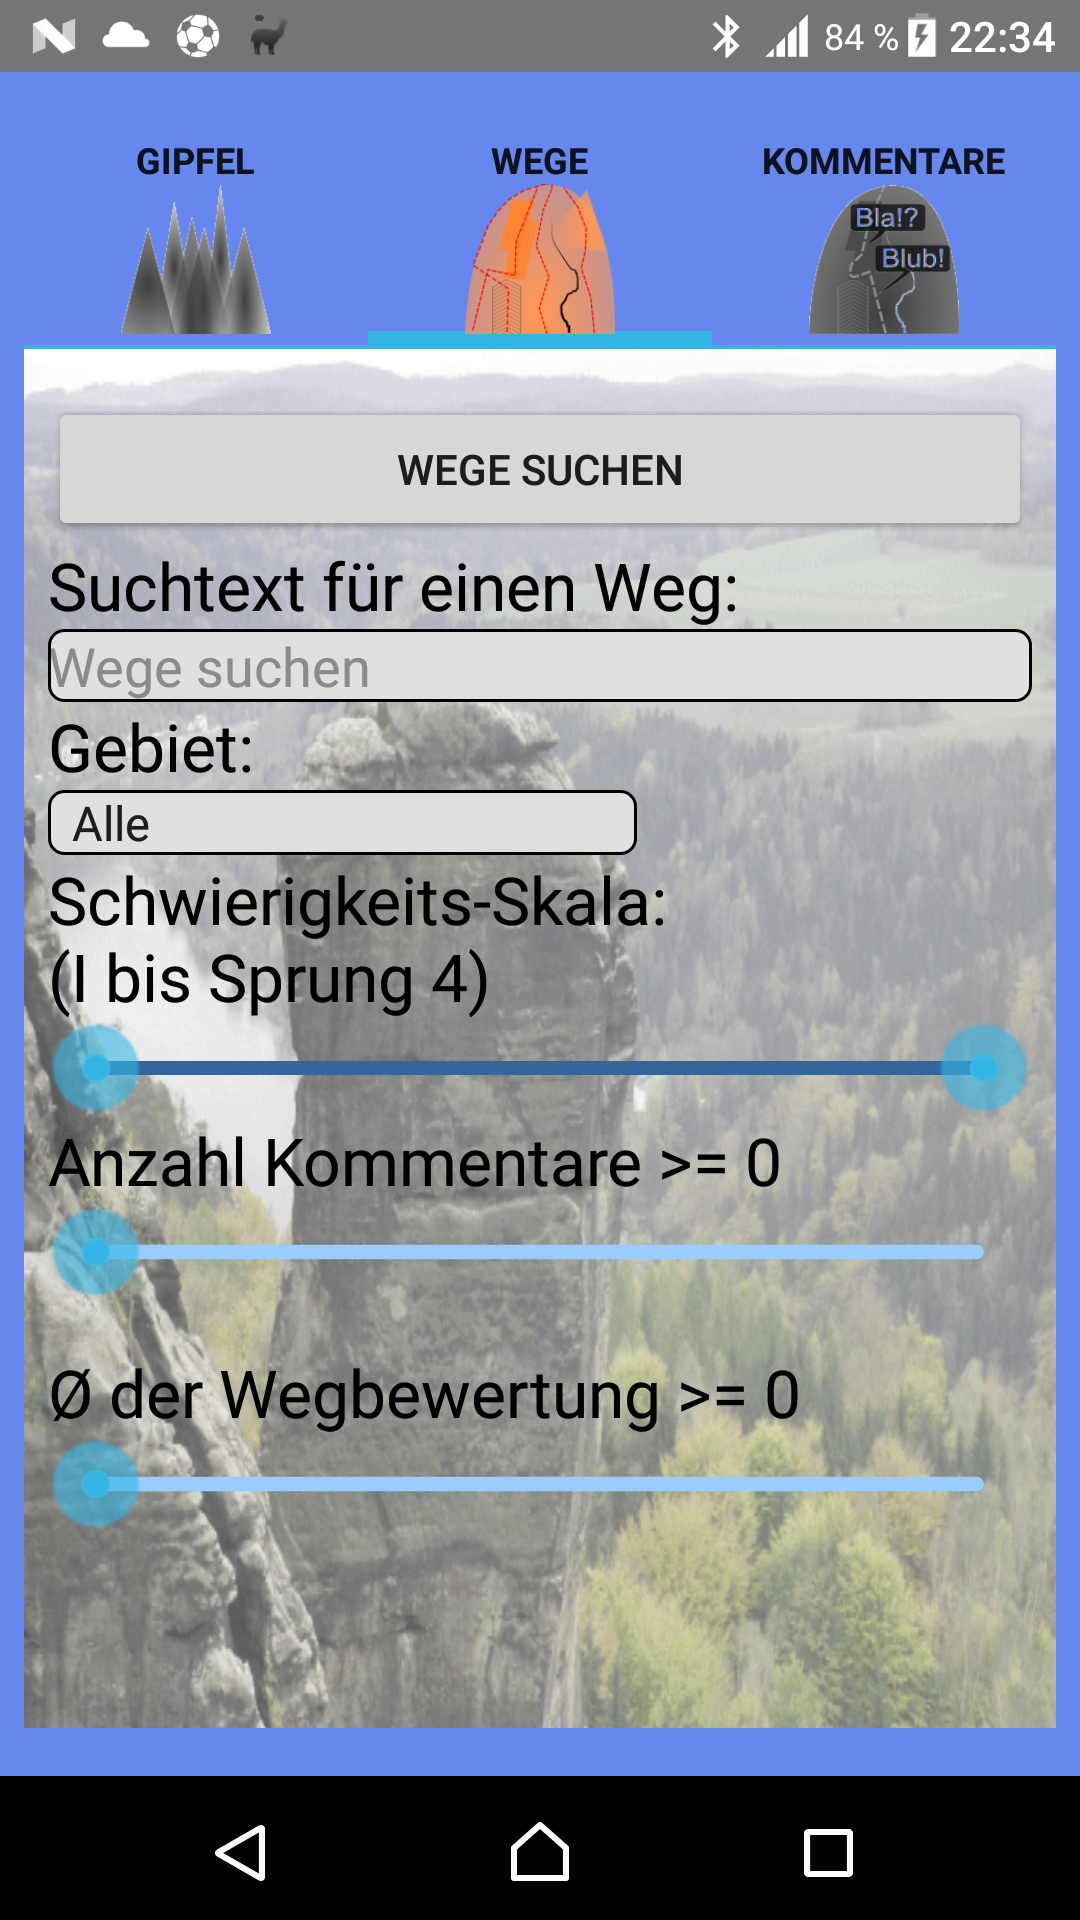 84 % 22:34
GIPFEL WEGE KOMMENTARE
Bla!?
Blub!
WEGE SUCHEN
Suchtext für einen Weg:
Wege suchen
Gebiet:
Alle
Schwierigkeits-Skala:
(I bis Sprung 4)
Anzahl Kommentare >= 0
Ø der Wegbewertung >= 0